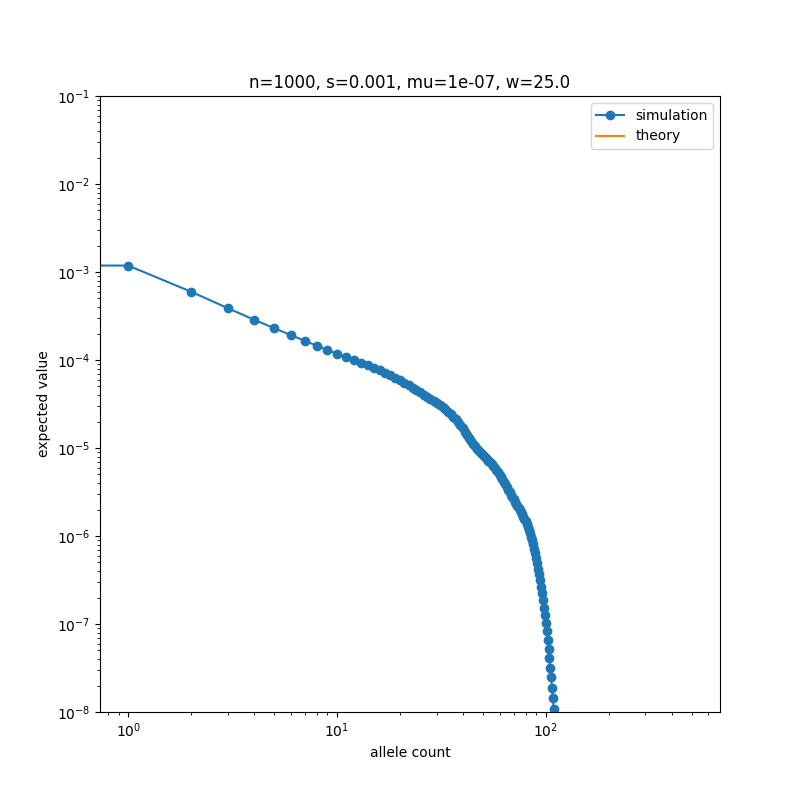 n=1000, s=0.001, mu=1e-07, w=25.0
simulation
theory
10⁻¹
10⁻²
10⁻³
10⁻⁴
10⁻⁵
10⁻⁶
10⁻⁷
10⁻⁸
expected value
10⁰ 10¹ 10²
allele count